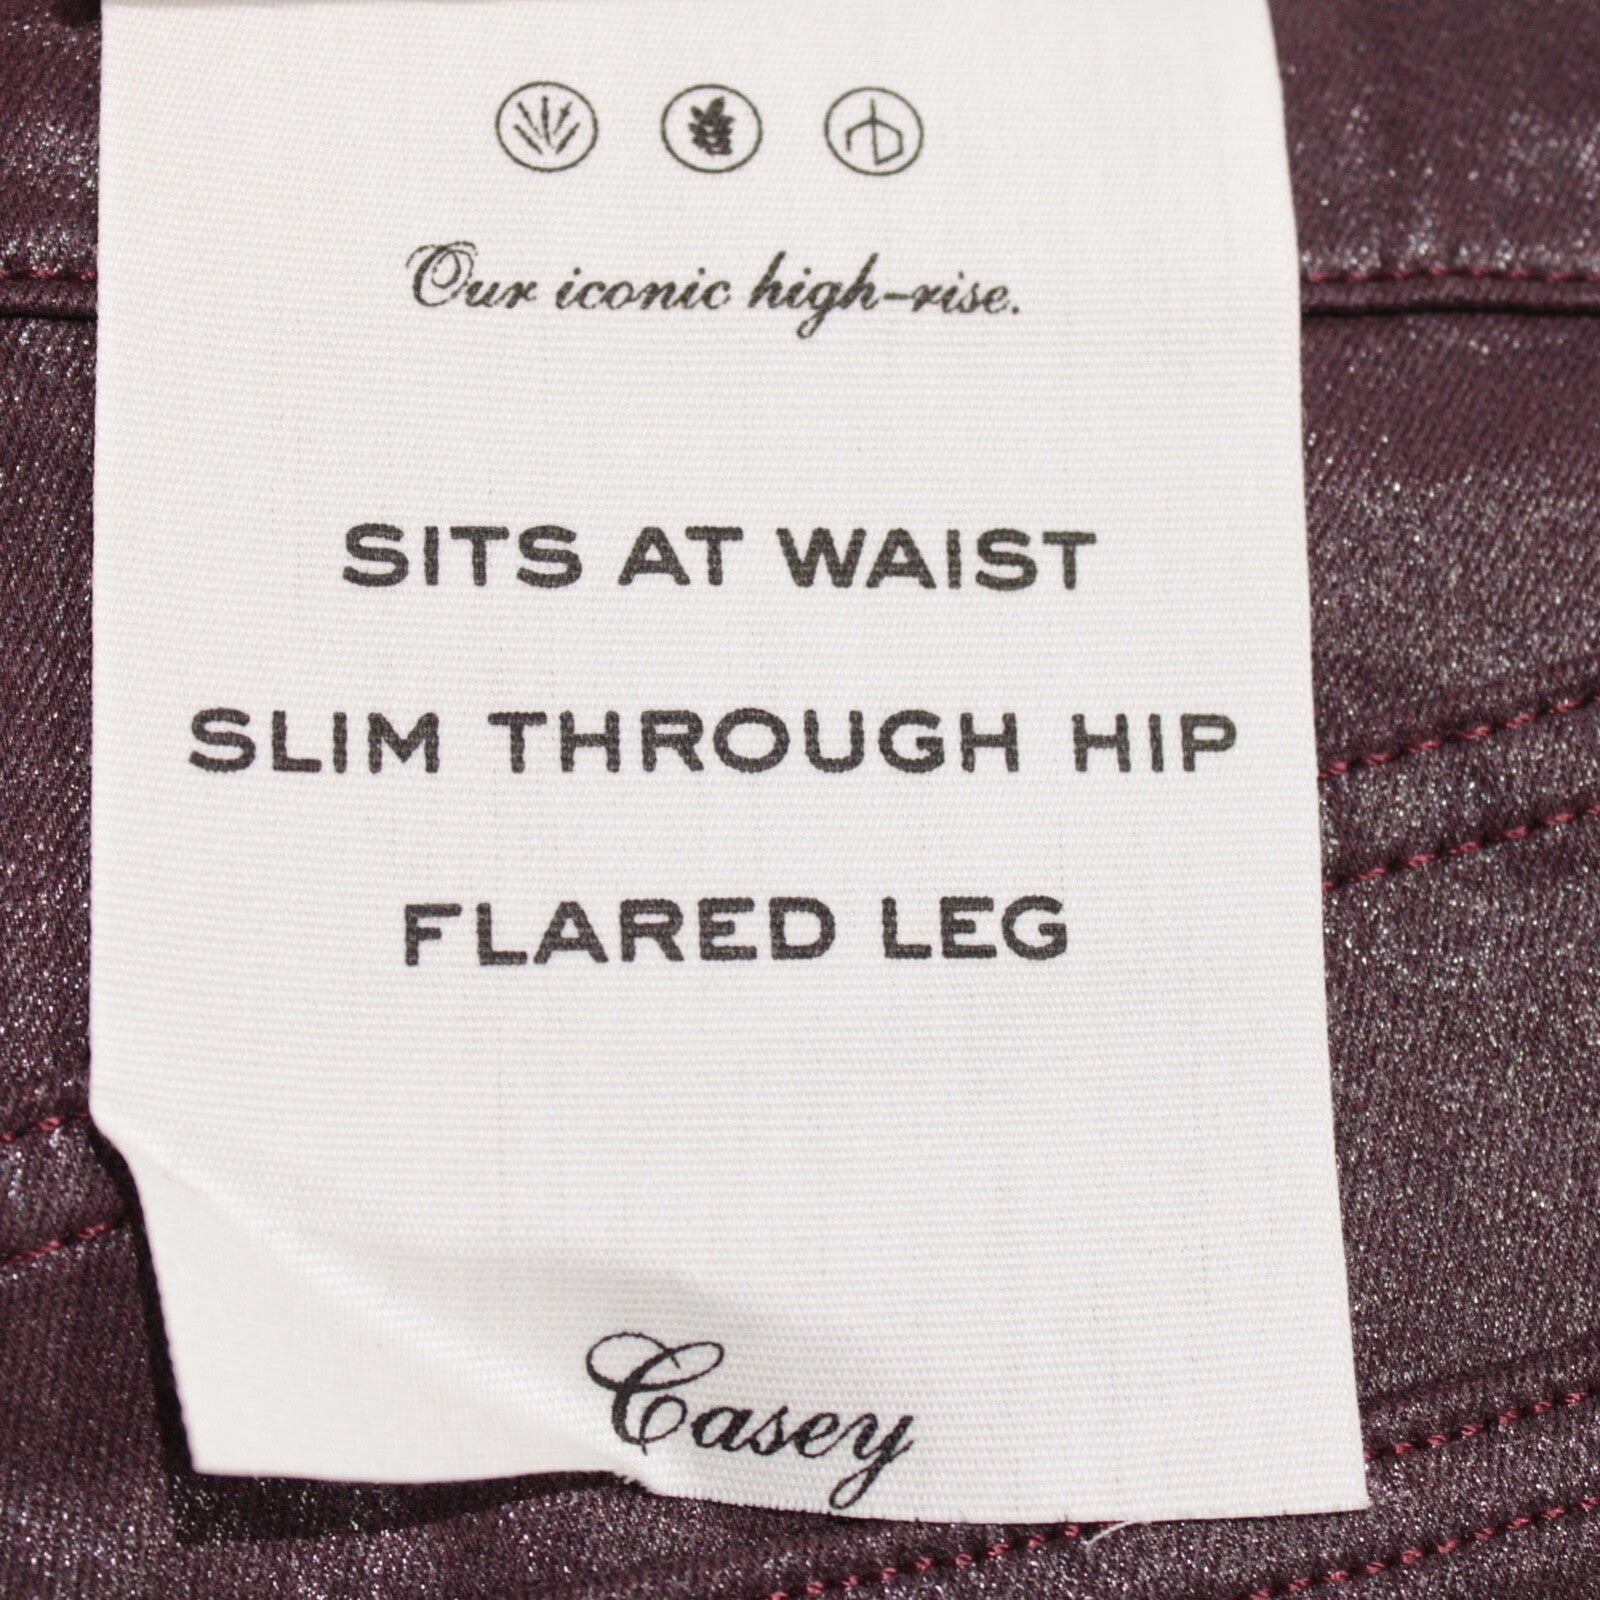 Our iconic high-rise.
SITS AT WAIST
SLIM THROUGH HIP
FLARED LEG
Casey